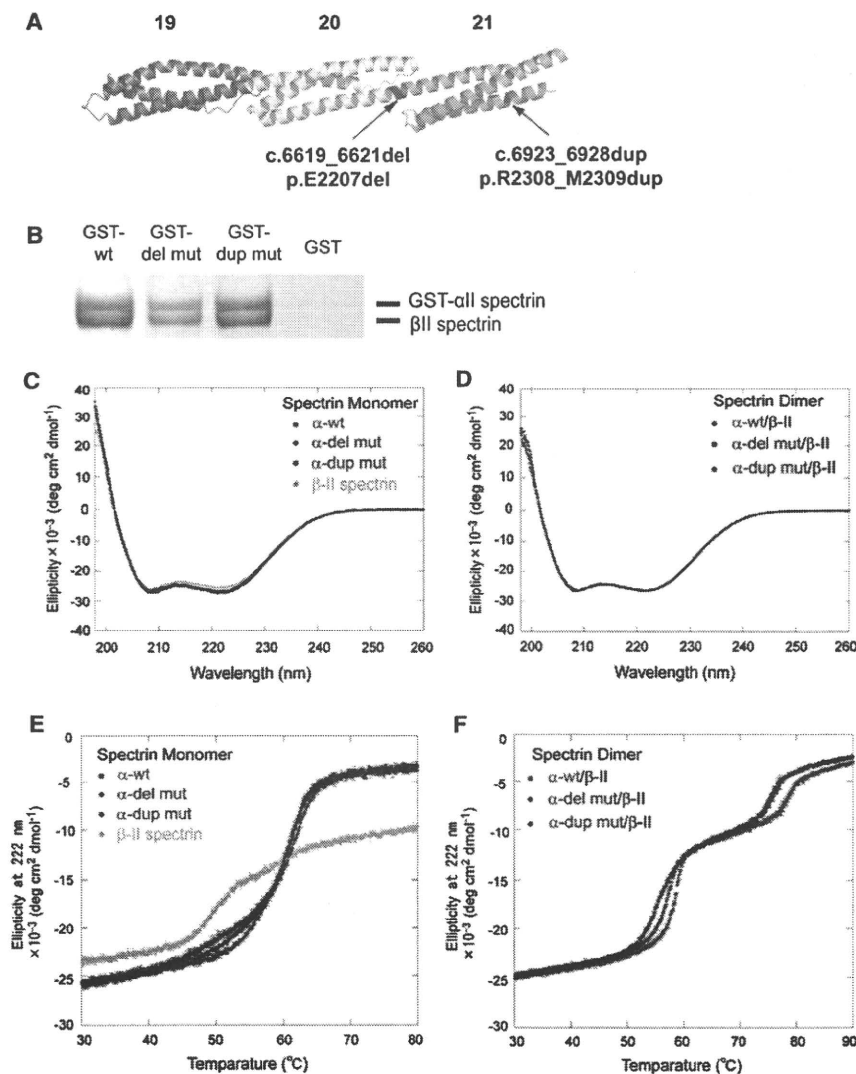 A
19 20 21
c.6619_6621del
p.E2207del
c.6923_6928dup
p.R2308_M2309dup
B
GST-wt
GST-del mut
GST-dup mut
GST
GST-αII spectrin
βII spectrin
C
Ellipticity × 10⁻³ (deg cm² dmol⁻¹)
40
30
20
10
0
-10
-20
-30
-40
Spectrin Monomer
α-wt
α-del mut
α-dup mut
β-II spectrin
200 210 220 230 240 250 260
Wavelength (nm)
D
Ellipticity × 10⁻³ (deg cm² dmol⁻¹)
40
30
20
10
0
-10
-20
-30
-40
Spectrin Dimer
α-wt/β-II
α-del mut/β-II
α-dup mut/β-II
200 210 220 230 240 250 260
Wavelength (nm)
E
Ellipticity at 222 nm
× 10⁻³ (deg cm² dmol⁻¹)
0
-5
-10
-15
-20
-25
-30
Spectrin Monomer
α-wt
α-del mut
α-dup mut
β-II spectrin
30 40 50 60 70 80
Temparature (°C)
F
Ellipticity at 222 nm
× 10⁻³ (deg cm² dmol⁻¹)
0
-5
-10
-15
-20
-25
-30
Spectrin Dimer
α-wt/β-II
α-del mut/β-II
α-dup mut/β-II
30 40 50 60 70 80 90
Temparature (°C)